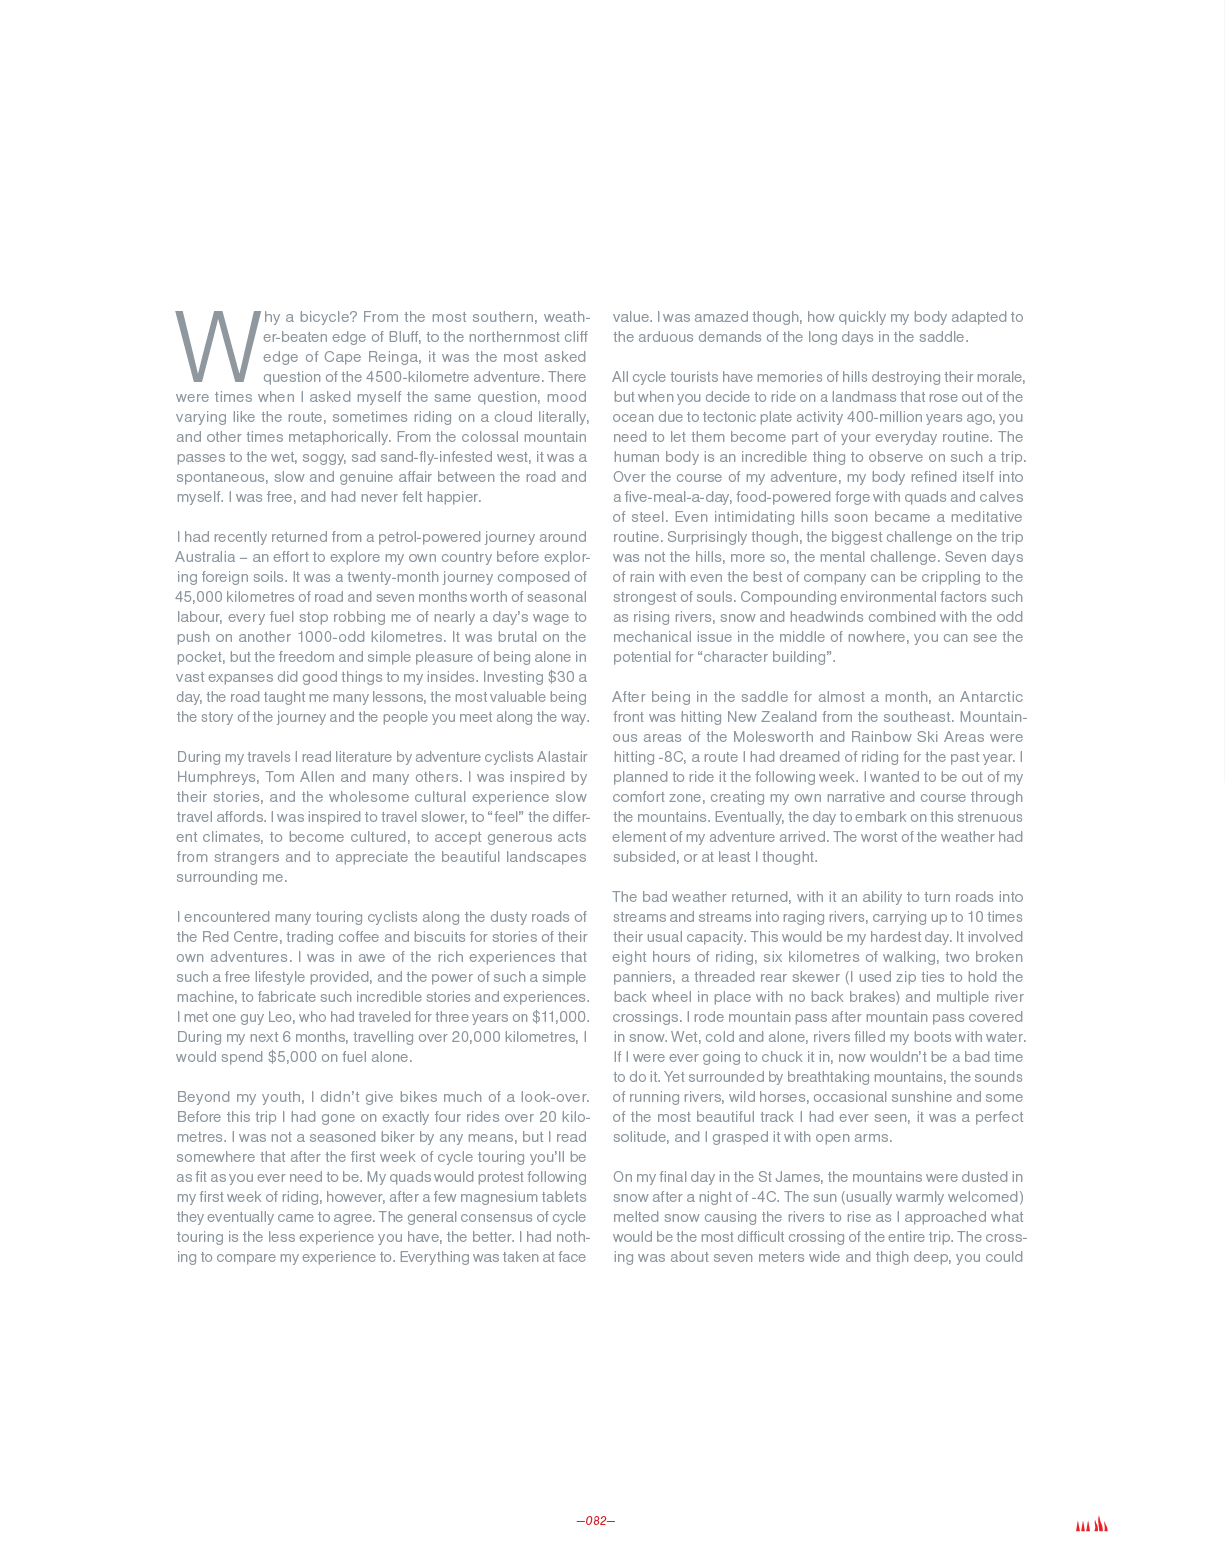 Why a bicycle? From the most southern, weath-
er-beaten edge of Bluff, to the northernmost cliff
edge of Cape Reinga, it was the most asked
question of the 4500-kilometre adventure. There
were times when I asked myself the same question, mood
varying like the route, sometimes riding on a cloud literally,
and other times metaphorically. From the colossal mountain
passes to the wet, soggy, sad sand-fly-infested west, it was a
spontaneous, slow and genuine affair between the road and
myself. I was free, and had never felt happier.
I had recently returned from a petrol-powered journey around
Australia – an effort to explore my own country before explor-
ing foreign soils. It was a twenty-month journey composed of
45,000 kilometres of road and seven months worth of seasonal
labour, every fuel stop robbing me of nearly a day's wage to
push on another 1000-odd kilometres. It was brutal on the
pocket, but the freedom and simple pleasure of being alone in
vast expanses did good things to my insides. Investing $30 a
day, the road taught me many lessons, the most valuable being
the story of the journey and the people you meet along the way.
During my travels I read literature by adventure cyclists Alastair
Humphreys, Tom Allen and many others. I was inspired by
their stories, and the wholesome cultural experience slow
travel affords. I was inspired to travel slower, to “feel” the differ-
ent climates, to become cultured, to accept generous acts
from strangers and to appreciate the beautiful landscapes
surrounding me.
I encountered many touring cyclists along the dusty roads of
the Red Centre, trading coffee and biscuits for stories of their
own adventures. I was in awe of the rich experiences that
such a free lifestyle provided, and the power of such a simple
machine, to fabricate such incredible stories and experiences.
I met one guy Leo, who had traveled for three years on $11,000.
During my next 6 months, travelling over 20,000 kilometres, I
would spend $5,000 on fuel alone.
Beyond my youth, I didn't give bikes much of a look-over.
Before this trip I had gone on exactly four rides over 20 kilo-
metres. I was not a seasoned biker by any means, but I read
somewhere that after the first week of cycle touring you'll be
as fit as you ever need to be. My quads would protest following
my first week of riding, however, after a few magnesium tablets
they eventually came to agree. The general consensus of cycle
touring is the less experience you have, the better. I had noth-
ing to compare my experience to. Everything was taken at face
value. I was amazed though, how quickly my body adapted to
the arduous demands of the long days in the saddle.
All cycle tourists have memories of hills destroying their morale,
but when you decide to ride on a landmass that rose out of the
ocean due to tectonic plate activity 400-million years ago, you
need to let them become part of your everyday routine. The
human body is an incredible thing to observe on such a trip.
Over the course of my adventure, my body refined itself into
a five-meal-a-day, food-powered forge with quads and calves
of steel. Even intimidating hills soon became a meditative
routine. Surprisingly though, the biggest challenge on the trip
was not the hills, more so, the mental challenge. Seven days
of rain with even the best of company can be crippling to the
strongest of souls. Compounding environmental factors such
as rising rivers, snow and headwinds combined with the odd
mechanical issue in the middle of nowhere, you can see the
potential for “character building”.
After being in the saddle for almost a month, an Antarctic
front was hitting New Zealand from the southeast. Mountain-
ous areas of the Molesworth and Rainbow Ski Areas were
hitting -8C, a route I had dreamed of riding for the past year. I
planned to ride it the following week. I wanted to be out of my
comfort zone, creating my own narrative and course through
the mountains. Eventually, the day to embark on this strenuous
element of my adventure arrived. The worst of the weather had
subsided, or at least I thought.
The bad weather returned, with it an ability to turn roads into
streams and streams into raging rivers, carrying up to 10 times
their usual capacity. This would be my hardest day. It involved
eight hours of riding, six kilometres of walking, two broken
panniers, a threaded rear skewer (I used zip ties to hold the
back wheel in place with no back brakes) and multiple river
crossings. I rode mountain pass after mountain pass covered
in snow. Wet, cold and alone, rivers filled my boots with water.
If I were ever going to chuck it in, now wouldn't be a bad time
to do it. Yet surrounded by breathtaking mountains, the sounds
of running rivers, wild horses, occasional sunshine and some
of the most beautiful track I had ever seen, it was a perfect
solitude, and I grasped it with open arms.
On my final day in the St James, the mountains were dusted in
snow after a night of -4C. The sun (usually warmly welcomed)
melted snow causing the rivers to rise as I approached what
would be the most difficult crossing of the entire trip. The cross-
ing was about seven meters wide and thigh deep, you could
—082—